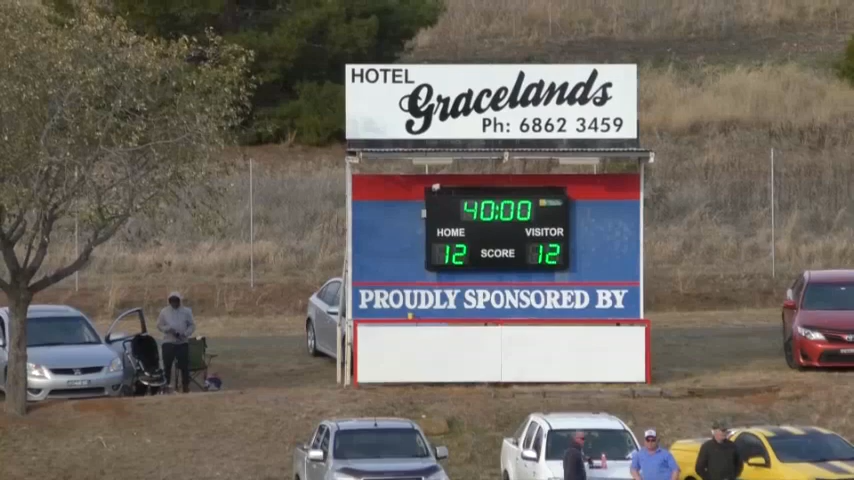 HOTEL
Gracelands
Ph: 6862 3459
40:00
HOME VISITOR
12 SCORE 12
PROUDLY SPONSORED BY